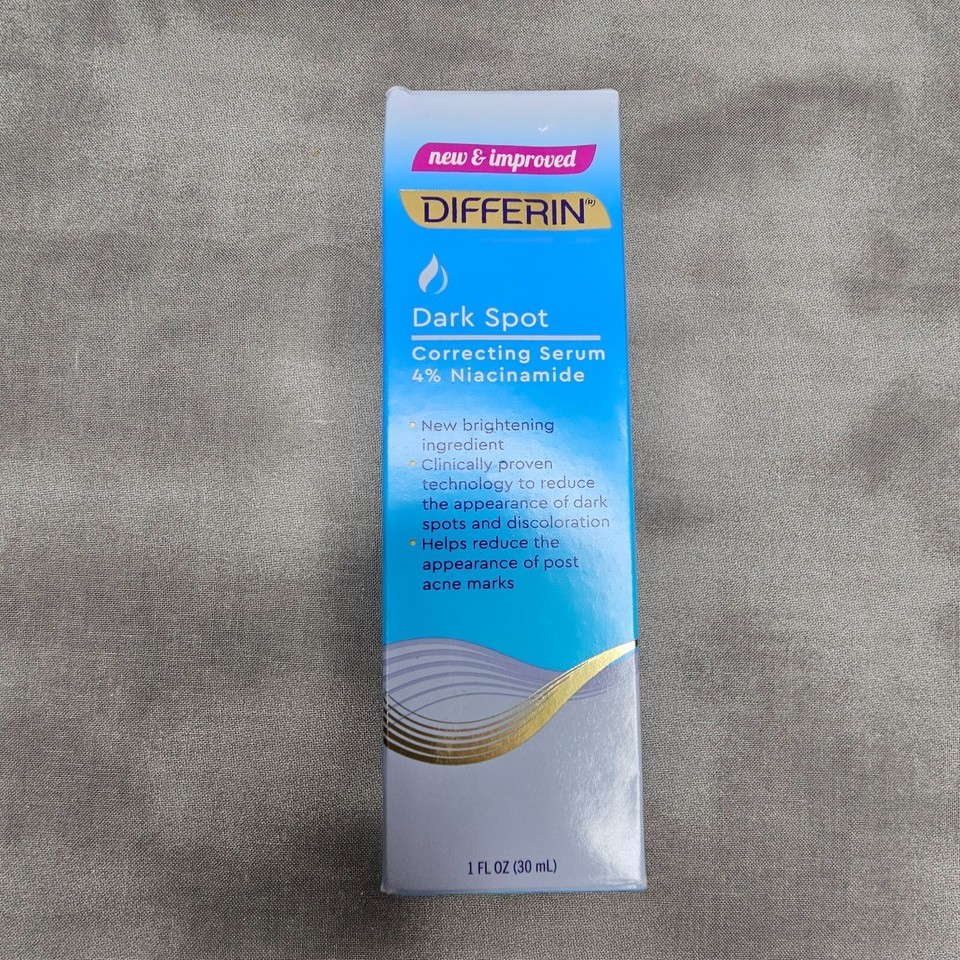 new & improved
DIFFERIN(R)
Dark Spot
Correcting Serum
4% Niacinamide
• New brightening
ingredient
• Clinically proven
technology to reduce
the appearance of dark
spots and discoloration
• Helps reduce the
appearance of post
acne marks
1 FL OZ (30 mL)